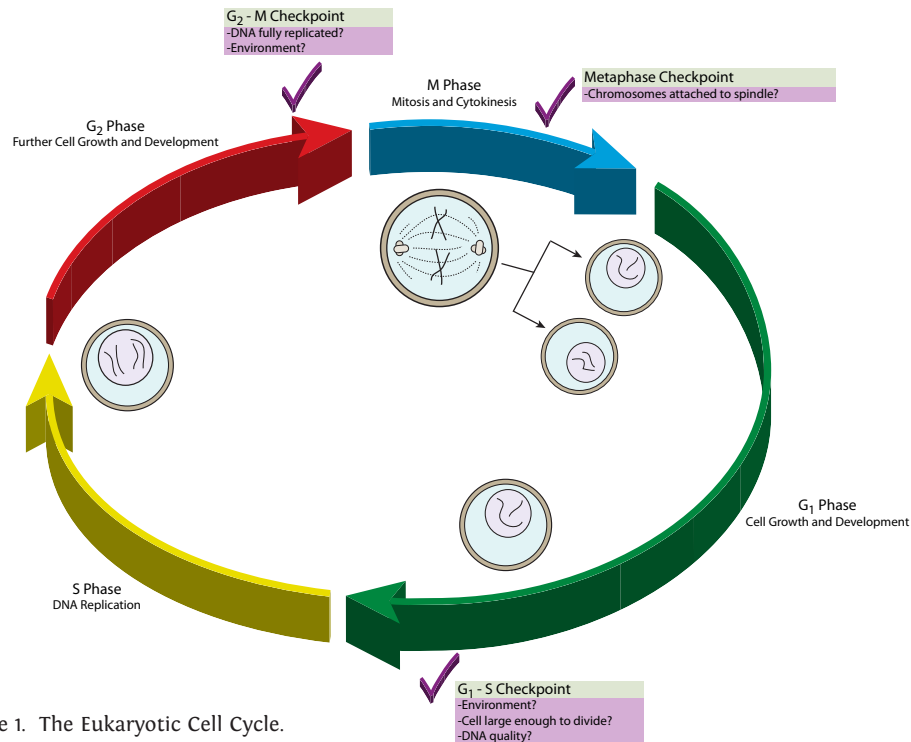 G₂ - M Checkpoint
-DNA fully replicated?
-Environment?
M Phase
Mitosis and Cytokinesis
Metaphase Checkpoint
-Chromosomes attached to spindle?
G₂ Phase
Further Cell Growth and Development
G₁ Phase
Cell Growth and Development
S Phase
DNA Replication
G₁ - S Checkpoint
-Environment?
-Cell large enough to divide?
-DNA quality?
e 1. The Eukaryotic Cell Cycle.